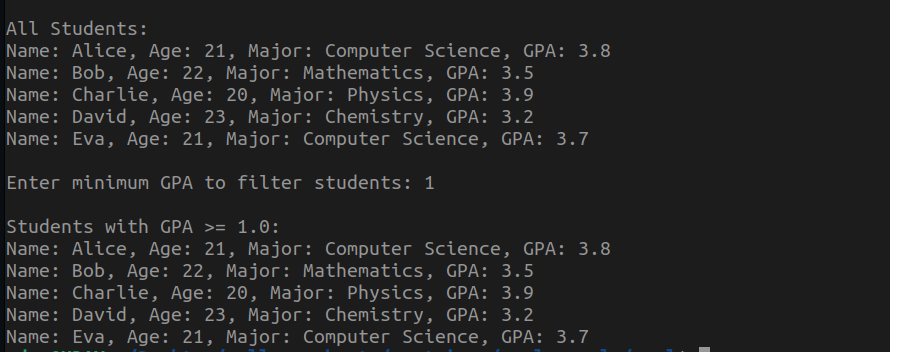 All Students:
Name: Alice, Age: 21, Major: Computer Science, GPA: 3.8
Name: Bob, Age: 22, Major: Mathematics, GPA: 3.5
Name: Charlie, Age: 20, Major: Physics, GPA: 3.9
Name: David, Age: 23, Major: Chemistry, GPA: 3.2
Name: Eva, Age: 21, Major: Computer Science, GPA: 3.7
Enter minimum GPA to filter students: 1
Students with GPA >= 1.0:
Name: Alice, Age: 21, Major: Computer Science, GPA: 3.8
Name: Bob, Age: 22, Major: Mathematics, GPA: 3.5
Name: Charlie, Age: 20, Major: Physics, GPA: 3.9
Name: David, Age: 23, Major: Chemistry, GPA: 3.2
Name: Eva, Age: 21, Major: Computer Science, GPA: 3.7